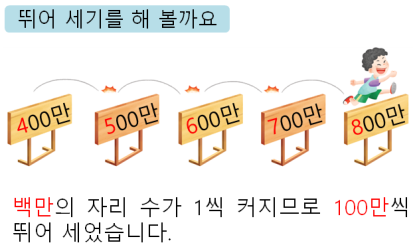 뛰어 세기를 해 볼까요
400만 500만 600만 700만 800만
백만의 자리 수가 1씩 커지므로 100만씩
뛰어 세었습니다.